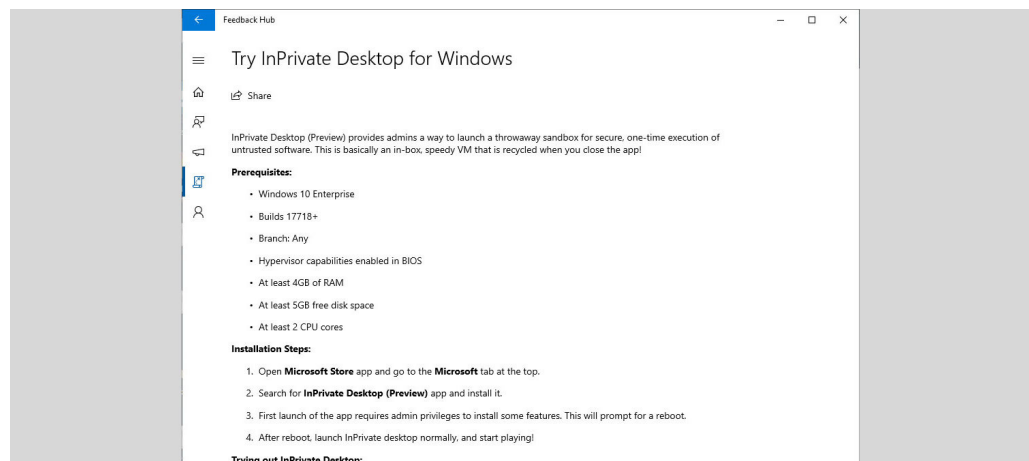 Feedback Hub
Try InPrivate Desktop for Windows
Share
InPrivate Desktop (Preview) provides admins a way to launch a throwaway sandbox for secure, one-time execution of
untrusted software. This is basically an in-box, speedy VM that is recycled when you close the app!
Prerequisites:
• Windows 10 Enterprise
• Builds 17718+
• Branch: Any
• Hypervisor capabilities enabled in BIOS
• At least 4GB of RAM
• At least 5GB free disk space
• At least 2 CPU cores
Installation Steps:
1. Open Microsoft Store app and go to the Microsoft tab at the top.
2. Search for InPrivate Desktop (Preview) app and install it.
3. First launch of the app requires admin privileges to install some features. This will prompt for a reboot.
4. After reboot, launch InPrivate desktop normally, and start playing!
Trying out InPrivate Desktop: